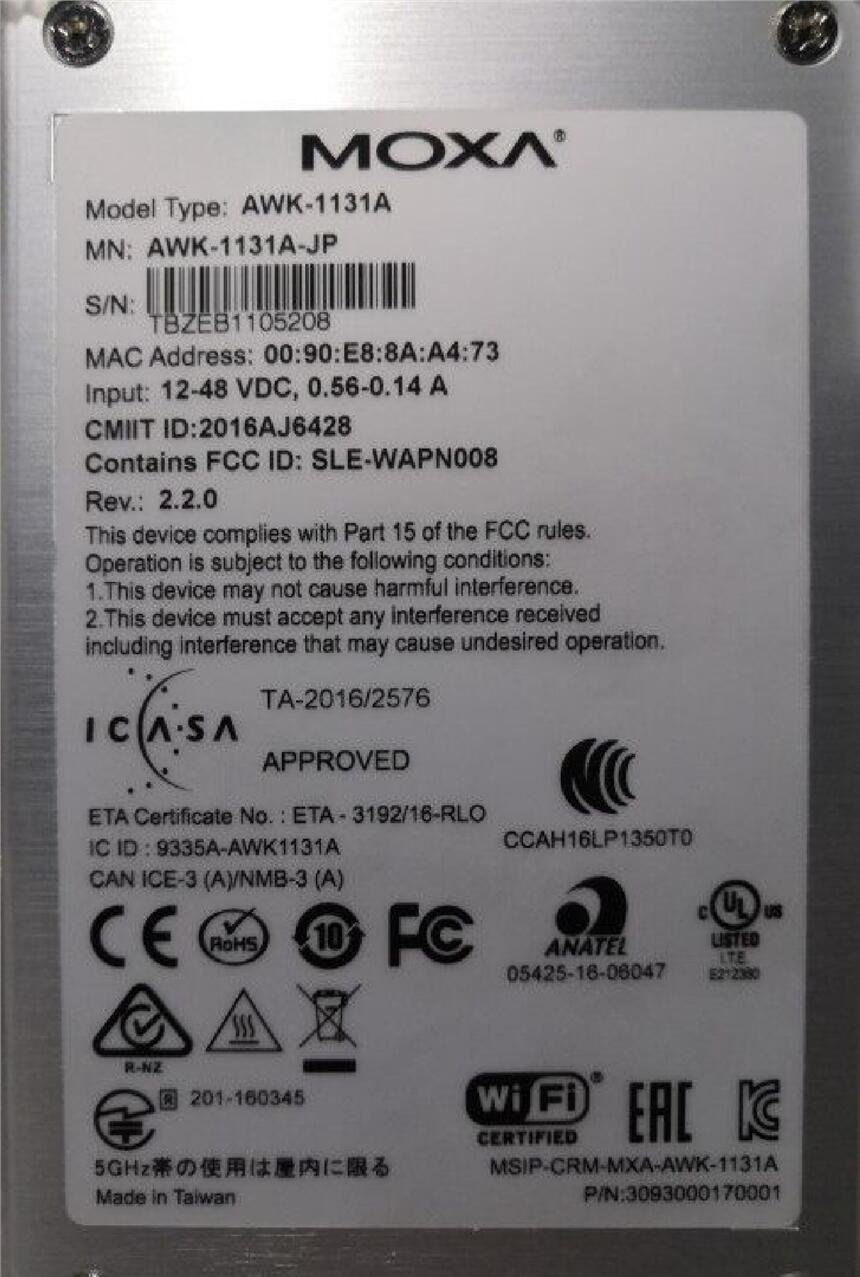 MOXA®
Model Type: AWK-1131A
MN: AWK-1131A-JP
S/N:
TBZEB1105208
MAC Address: 00:90:E8:8A:A4:73
Input: 12-48 VDC, 0.56-0.14 A
CMIIT ID:2016AJ6428
Contains FCC ID: SLE-WAPN008
Rev.: 2.2.0
This device complies with Part 15 of the FCC rules.
Operation is subject to the following conditions:
1.This device may not cause harmful interference.
2.This device must accept any interference received
including interference that may cause undesired operation.
ICASA
TA-2016/2576
APPROVED
ETA Certificate No. : ETA - 3192/16-RLO
IC ID : 9335A-AWK1131A
CAN ICE-3 (A)/NMB-3 (A)
CCAH16LP1350T0
CE RoHS 10 FC
ANATEL
05425-16-06047
C UL US
LISTED
I.T.E.
E212360
R-NZ
R 201-160345
Wi Fi®
CERTIFIED
EAC
KC
5GHz帯の使用は屋内に限る
MSIP-CRM-MXA-AWK-1131A
Made in Taiwan
P/N:3093000170001